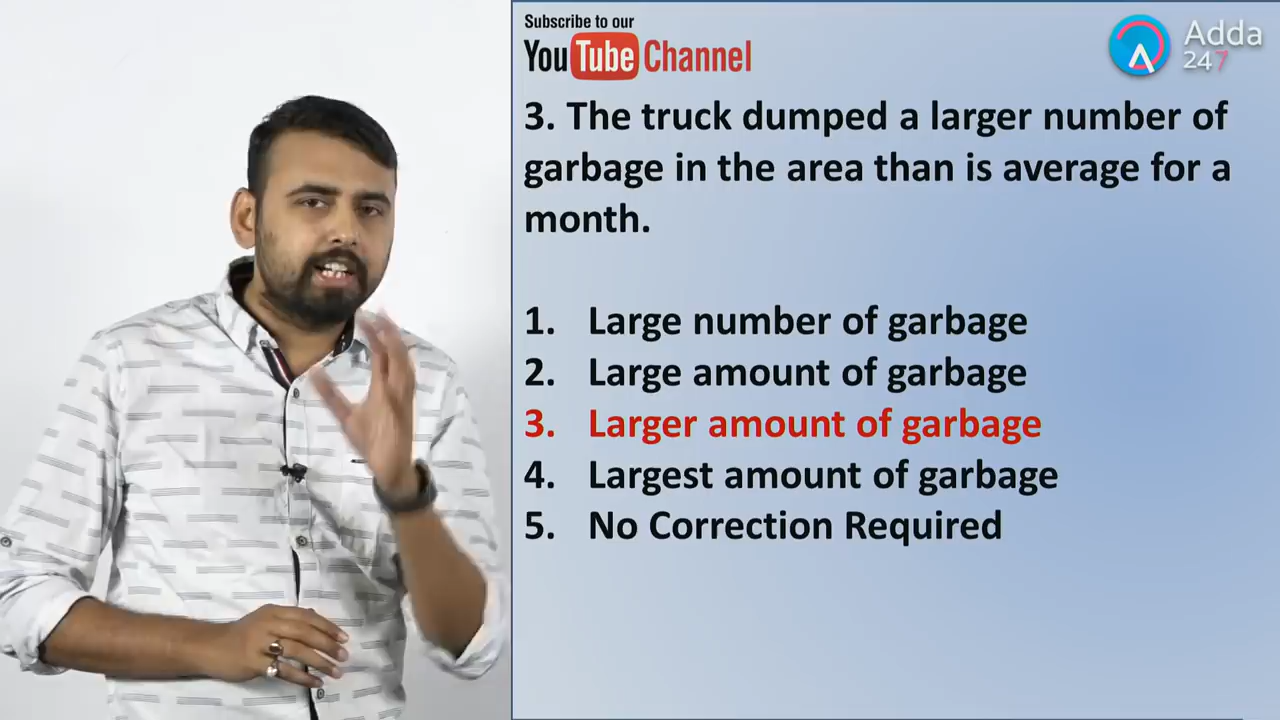 Subscribe to our
YouTube Channel
Adda
247
3. The truck dumped a larger number of
garbage in the area than is average for a
month.
1. Large number of garbage
2. Large amount of garbage
3. Larger amount of garbage
4. Largest amount of garbage
5. No Correction Required